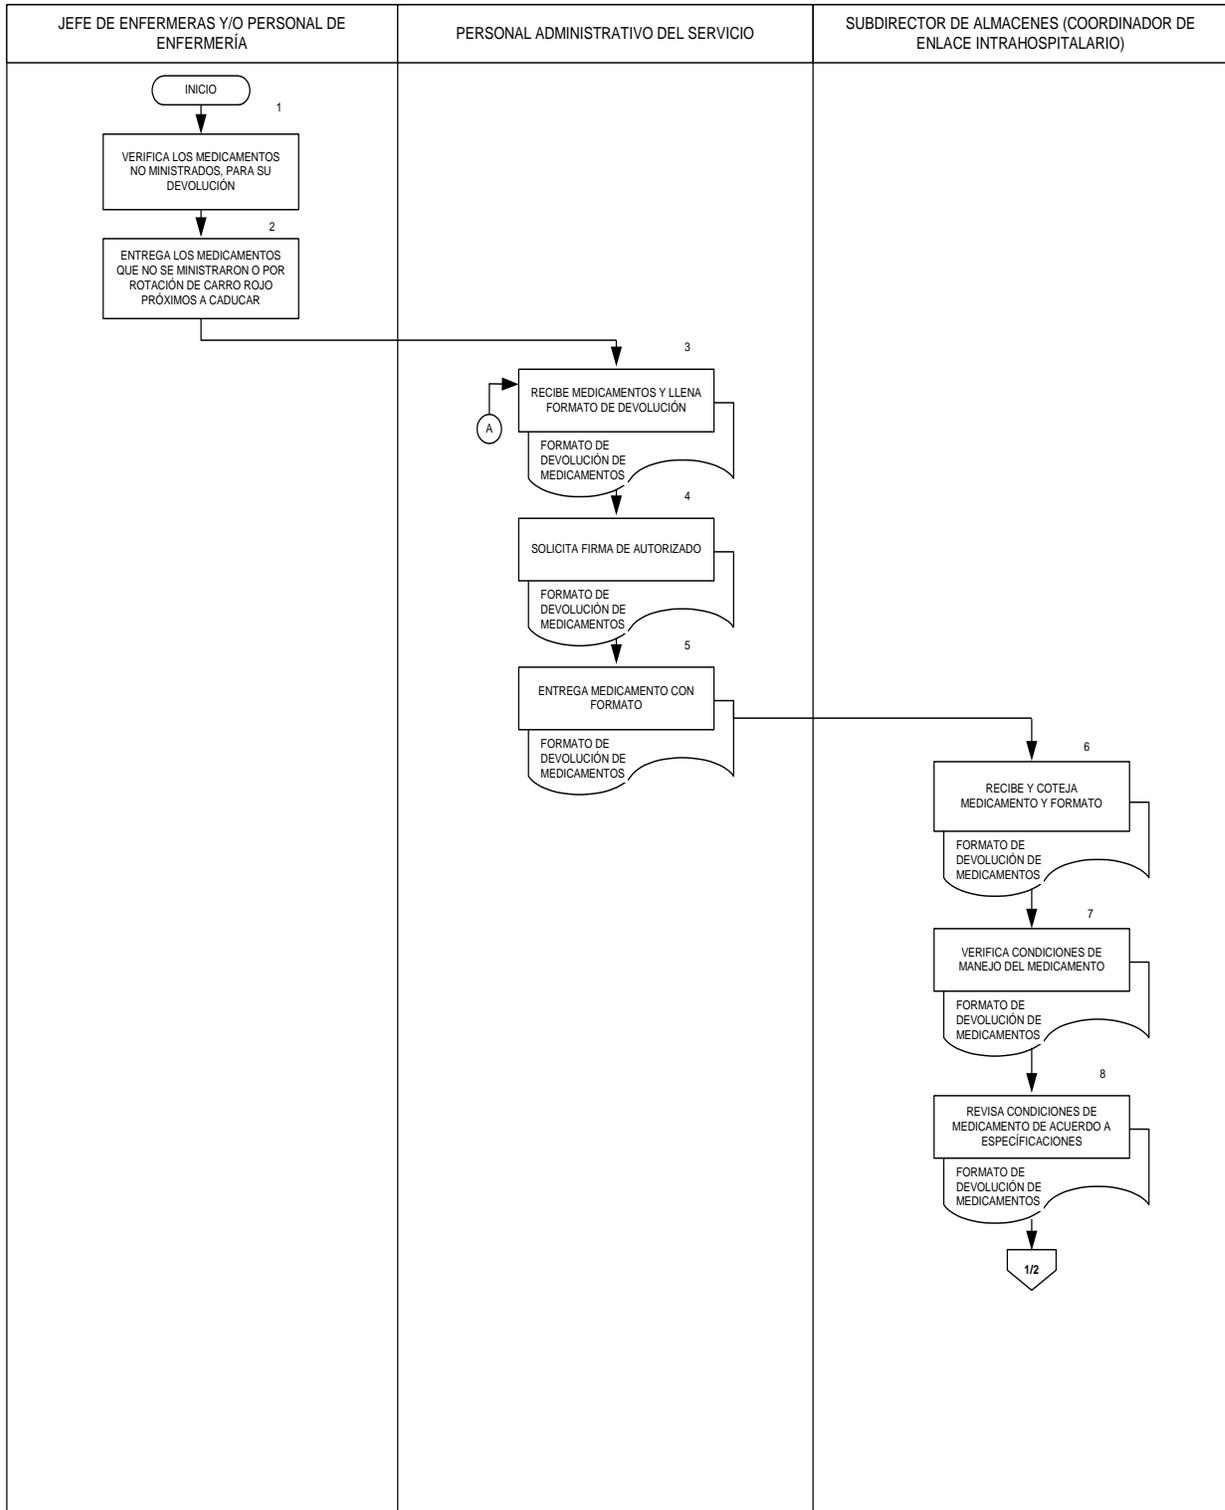 JEFE DE ENFERMERAS Y/O PERSONAL DE
ENFERMERÍA
PERSONAL ADMINISTRATIVO DEL SERVICIO
SUBDIRECTOR DE ALMACENES (COORDINADOR DE
ENLACE INTRAHOSPITALARIO)
INICIO
1
VERIFICA LOS MEDICAMENTOS
NO MINISTRADOS, PARA SU
DEVOLUCIÓN
2
ENTREGA LOS MEDICAMENTOS
QUE NO SE MINISTRARON O POR
ROTACIÓN DE CARRO ROJO
PRÓXIMOS A CADUCAR
3
RECIBE MEDICAMENTOS Y LLENA
FORMATO DE DEVOLUCIÓN
A
FORMATO DE
DEVOLUCIÓN DE
MEDICAMENTOS
4
SOLICITA FIRMA DE AUTORIZADO
FORMATO DE
DEVOLUCIÓN DE
MEDICAMENTOS
5
ENTREGA MEDICAMENTO CON
FORMATO
FORMATO DE
DEVOLUCIÓN DE
MEDICAMENTOS
6
RECIBE Y COTEJA
MEDICAMENTO Y FORMATO
FORMATO DE
DEVOLUCIÓN DE
MEDICAMENTOS
7
VERIFICA CONDICIONES DE
MANEJO DEL MEDICAMENTO
FORMATO DE
DEVOLUCIÓN DE
MEDICAMENTOS
8
REVISA CONDICIONES DE
MEDICAMENTO DE ACUERDO A
ESPECÍFICACIONES
FORMATO DE
DEVOLUCIÓN DE
MEDICAMENTOS
1/2